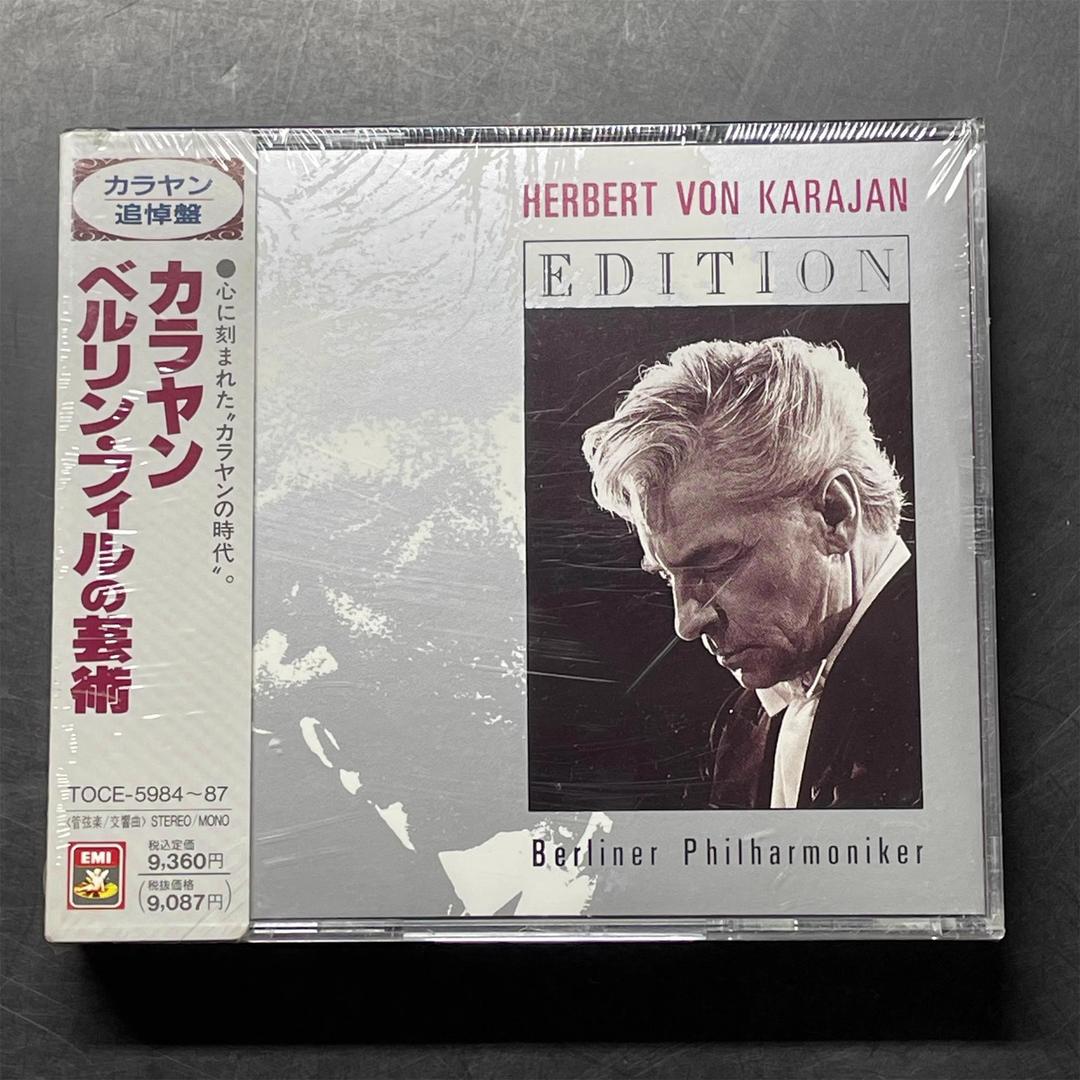 カラヤン
追悼盤
●心に刻まれた〝カラヤンの時代〟。
カラヤン
ベルリン・フィルの芸術
TOCE-5984～87
〈管弦楽/交響曲〉 STEREO/MONO
EMI
税込定価
9,360円
(税抜価格
9,087円)
HERBERT VON KARAJAN
EDITION
Berliner Philharmoniker